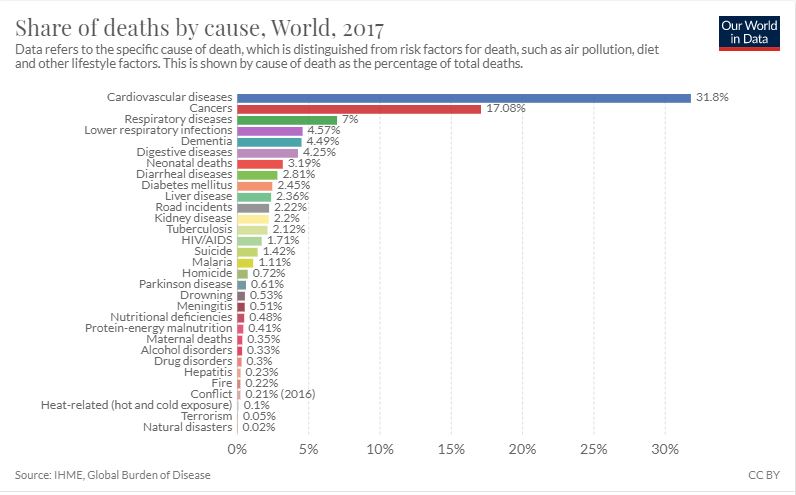 Share of deaths by cause, World, 2017
Our World
in Data
Data refers to the specific cause of death, which is distinguished from risk factors for death, such as air pollution, diet
and other lifestyle factors. This is shown by cause of death as the percentage of total deaths.
Cardiovascular diseases 31.8%
Cancers 17.08%
Respiratory diseases 7%
Lower respiratory infections 4.57%
Dementia 4.49%
Digestive diseases 4.25%
Neonatal deaths 3.19%
Diarrheal diseases 2.81%
Diabetes mellitus 2.45%
Liver disease 2.36%
Road incidents 2.22%
Kidney disease 2.2%
Tuberculosis 2.12%
HIV/AIDS 1.71%
Suicide 1.42%
Malaria 1.11%
Homicide 0.72%
Parkinson disease 0.61%
Drowning 0.53%
Meningitis 0.51%
Nutritional deficiencies 0.48%
Protein-energy malnutrition 0.41%
Maternal deaths 0.35%
Alcohol disorders 0.33%
Drug disorders 0.3%
Hepatitis 0.23%
Fire 0.22%
Conflict 0.21% (2016)
Heat-related (hot and cold exposure) 0.1%
Terrorism 0.05%
Natural disasters 0.02%
0% 5% 10% 15% 20% 25% 30%
Source: IHME, Global Burden of Disease CC BY